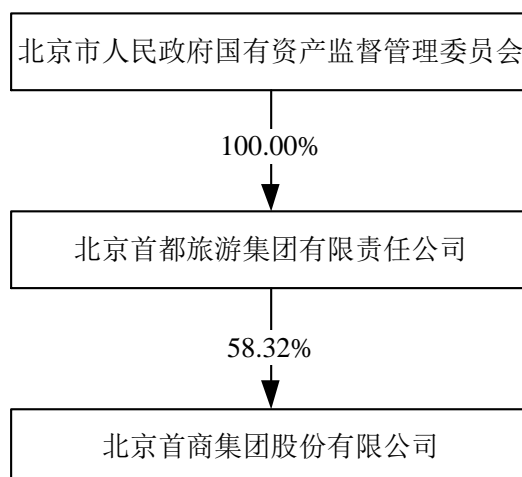 北京市人民政府国有资产监督管理委员会
100.00%
北京首都旅游集团有限责任公司
58.32%
北京首商集团股份有限公司